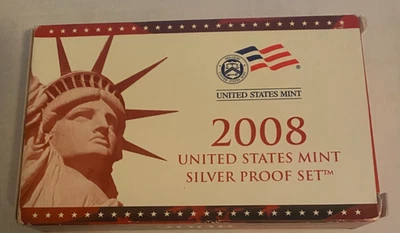 UNITED STATES MINT
2008
UNITED STATES MINT
SILVER PROOF SET™